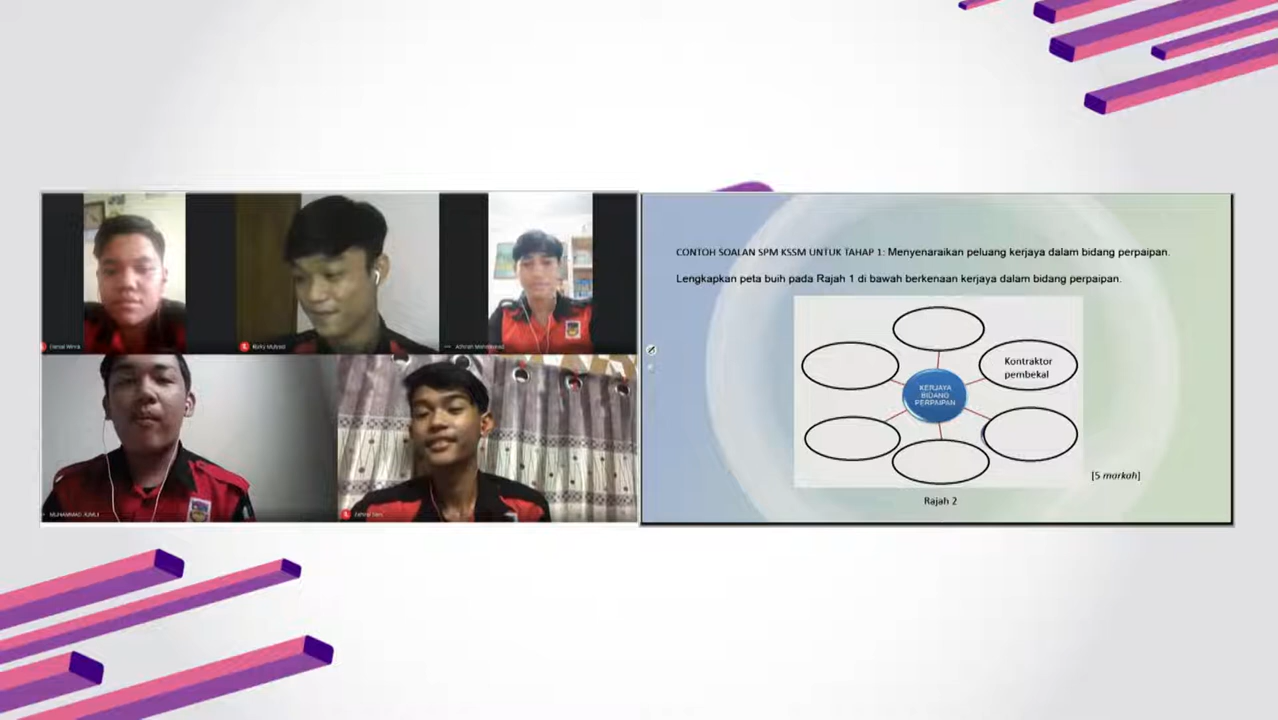 CONTOH SOALAN SPM KSSM UNTUK TAHAP 1: Menyenaraikan peluang kerjaya dalam bidang perpaipan.
Lengkapkan peta buih pada Rajah 1 di bawah berkenaan kerjaya dalam bidang perpaipan.
Kontraktor
pembekal
KERJAYA
BIDANG
PERPAIPAN
[5 markah]
Rajah 2
MUHAMMAD